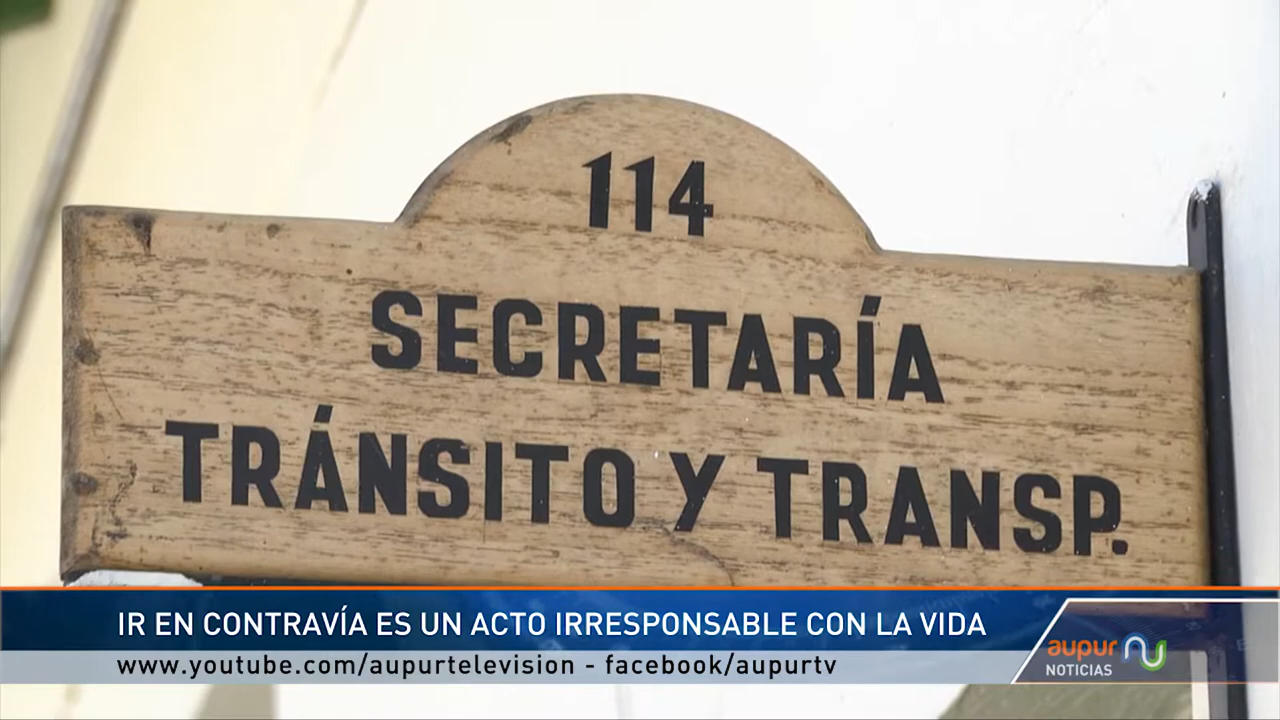 114
SECRETARÍA
TRÁNSITO Y TRANSP.
IR EN CONTRAVÍA ES UN ACTO IRRESPONSABLE CON LA VIDA
www.youtube.com/aupurtelevision - facebook/aupurtv
aupur
NOTICIAS